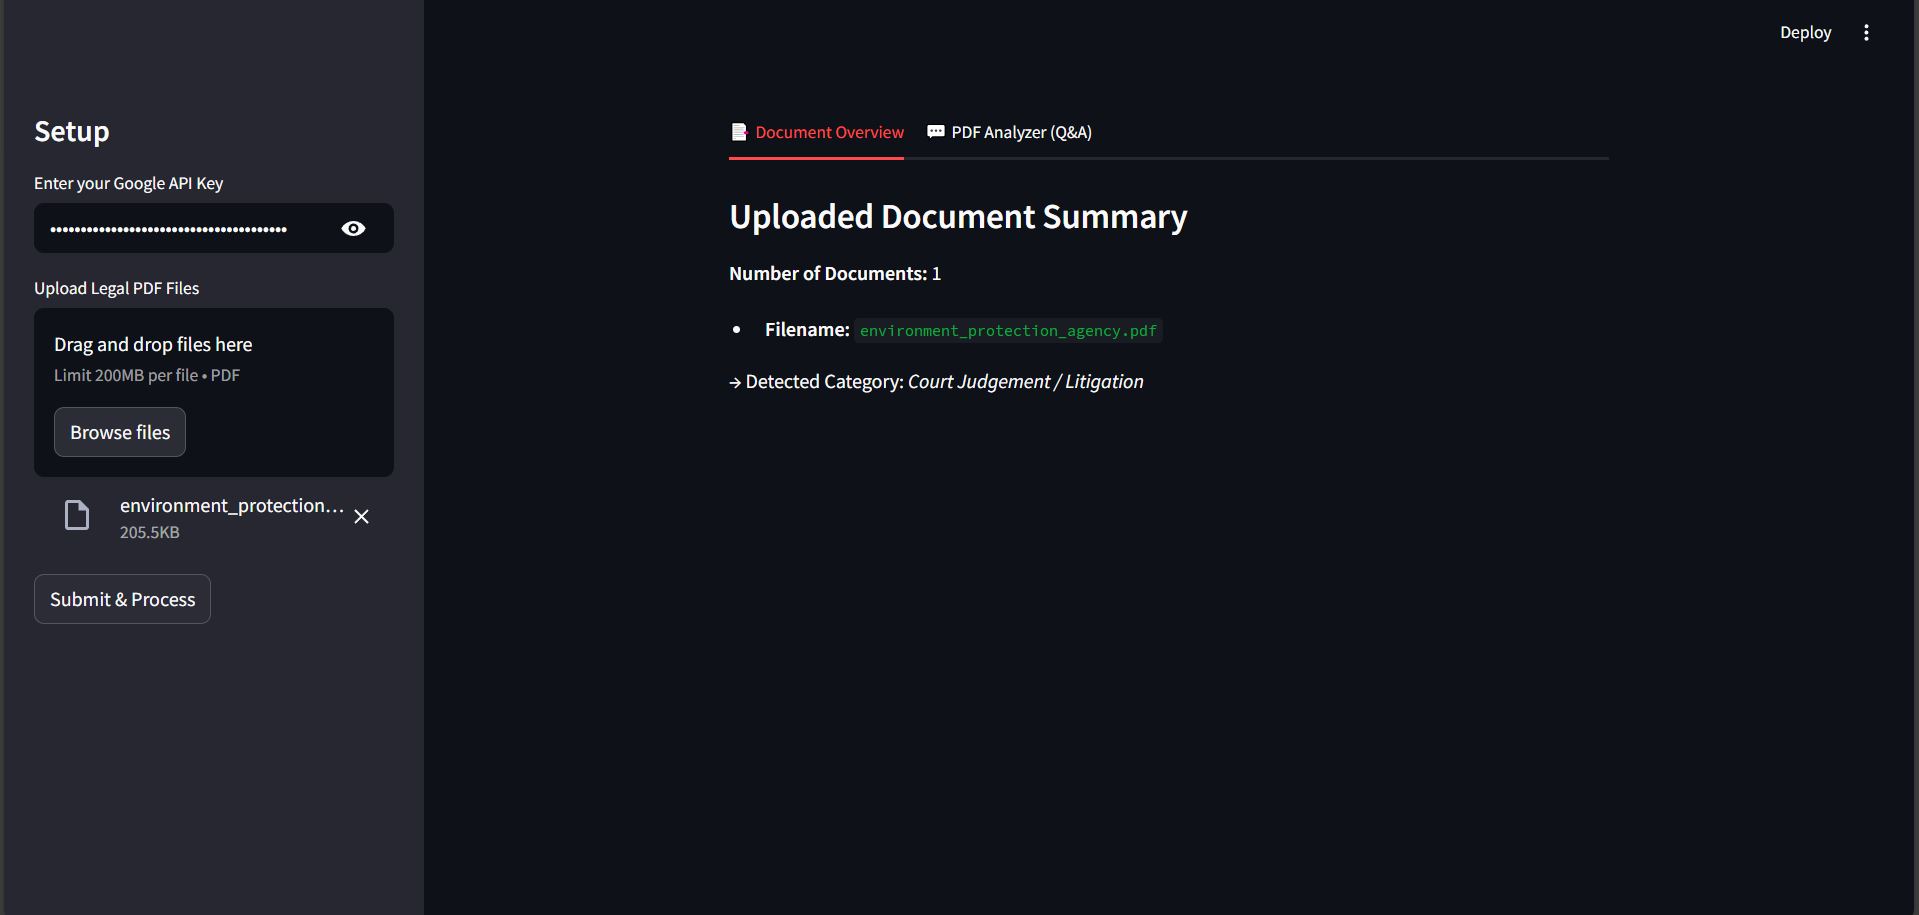 Deploy
Setup
Enter your Google API Key
•••••••••••••••••••••••••••••••••••••••
Upload Legal PDF Files
Drag and drop files here
Limit 200MB per file • PDF
Browse files
environment_protection...
205.5KB
Submit & Process
📑 Document Overview
💬 PDF Analyzer (Q&A)
Uploaded Document Summary
Number of Documents: 1
• Filename: environment_protection_agency.pdf
→ Detected Category: Court Judgement / Litigation